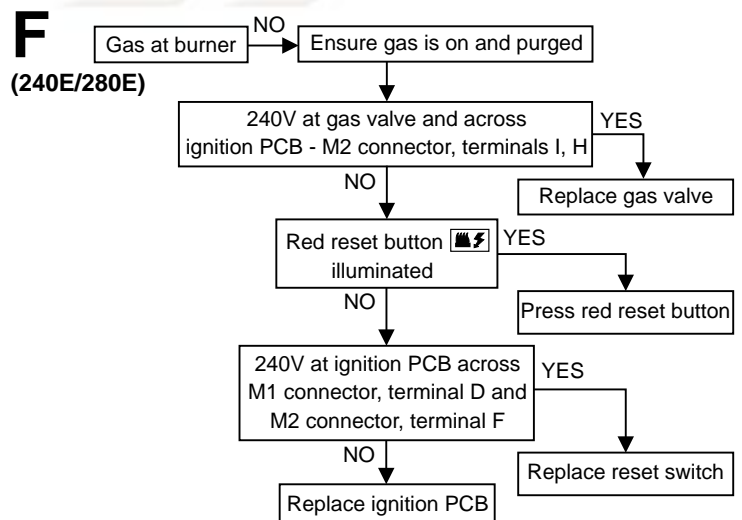 F
(240E/280E)
Gas at burner
NO
Ensure gas is on and purged
240V at gas valve and across
ignition PCB - M2 connector, terminals I, H
YES
NO
Replace gas valve
Red reset button
illuminated
YES
NO
Press red reset button
240V at ignition PCB across
M1 connector, terminal D and
M2 connector, terminal F
YES
NO
Replace reset switch
Replace ignition PCB